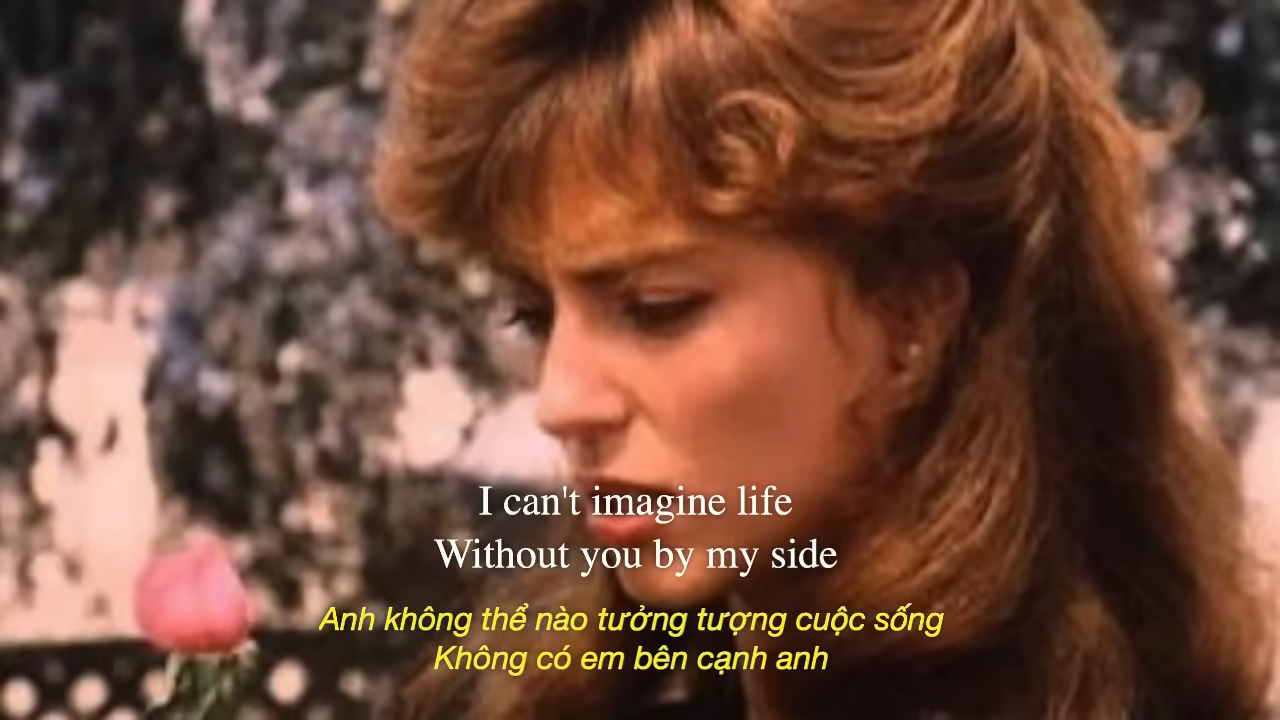 I can't imagine life
Without you by my side
Anh không thể nào tưởng tượng cuộc sống
Không có em bên cạnh anh